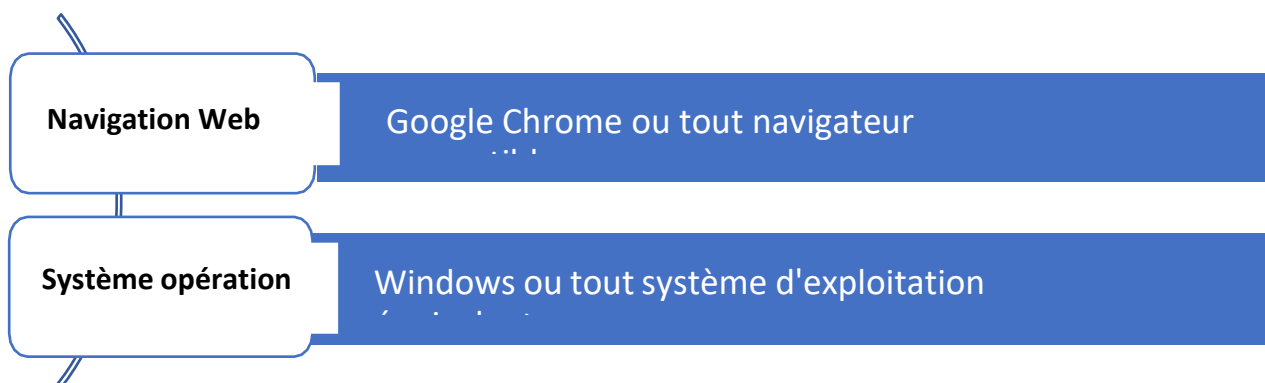 Navigation Web
Google Chrome ou tout navigateur
Système opération
Windows ou tout système d'exploitation